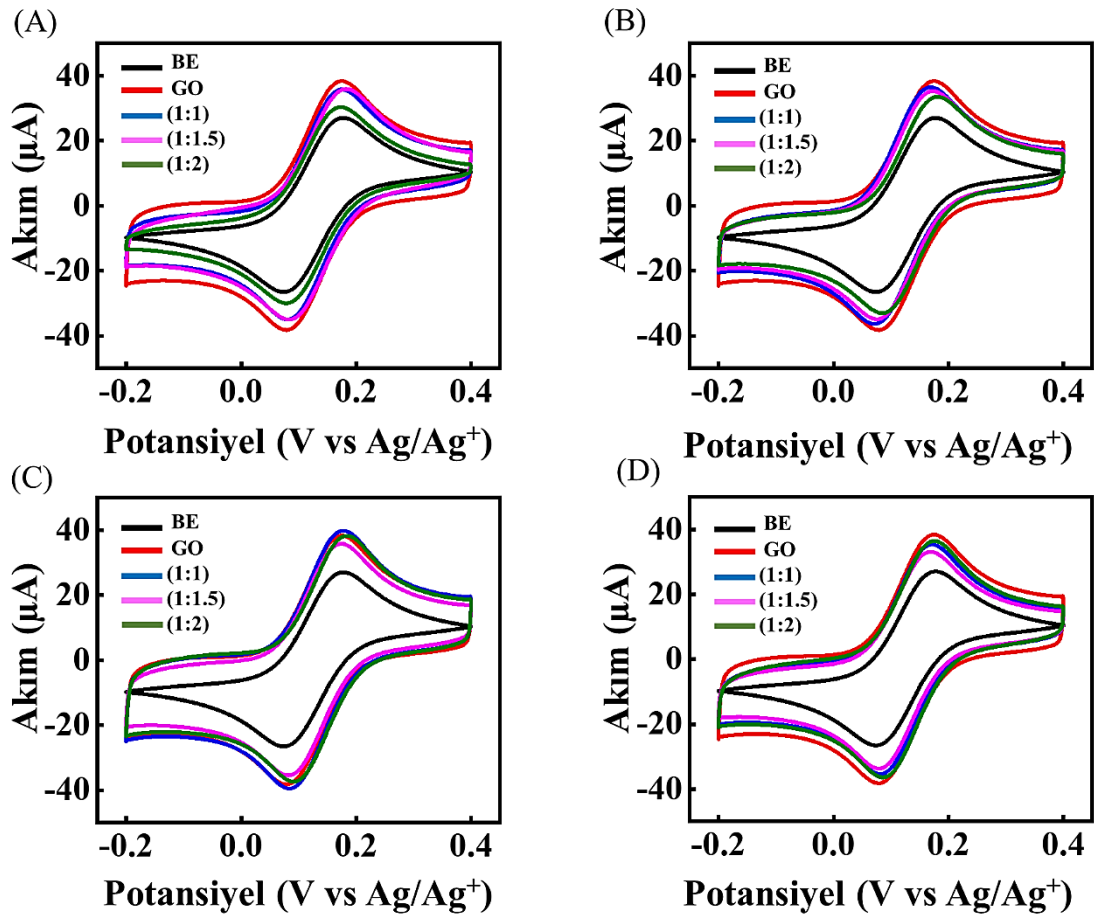 (A)
BE
GO
(1:1)
(1:1.5)
(1:2)
40
20
0
-20
-40
Akım (µA)
-0.2
0.0
0.2
0.4
Potansiyel (V vs Ag/Ag⁺)
(B)
BE
GO
(1:1)
(1:1.5)
(1:2)
40
20
0
-20
-40
Akım (µA)
-0.2
0.0
0.2
0.4
Potansiyel (V vs Ag/Ag⁺)
(C)
BE
GO
(1:1)
(1:1.5)
(1:2)
40
20
0
-20
-40
Akım (µA)
-0.2
0.0
0.2
0.4
Potansiyel (V vs Ag/Ag⁺)
(D)
BE
GO
(1:1)
(1:1.5)
(1:2)
40
20
0
-20
-40
Akım (µA)
-0.2
0.0
0.2
0.4
Potansiyel (V vs Ag/Ag⁺)